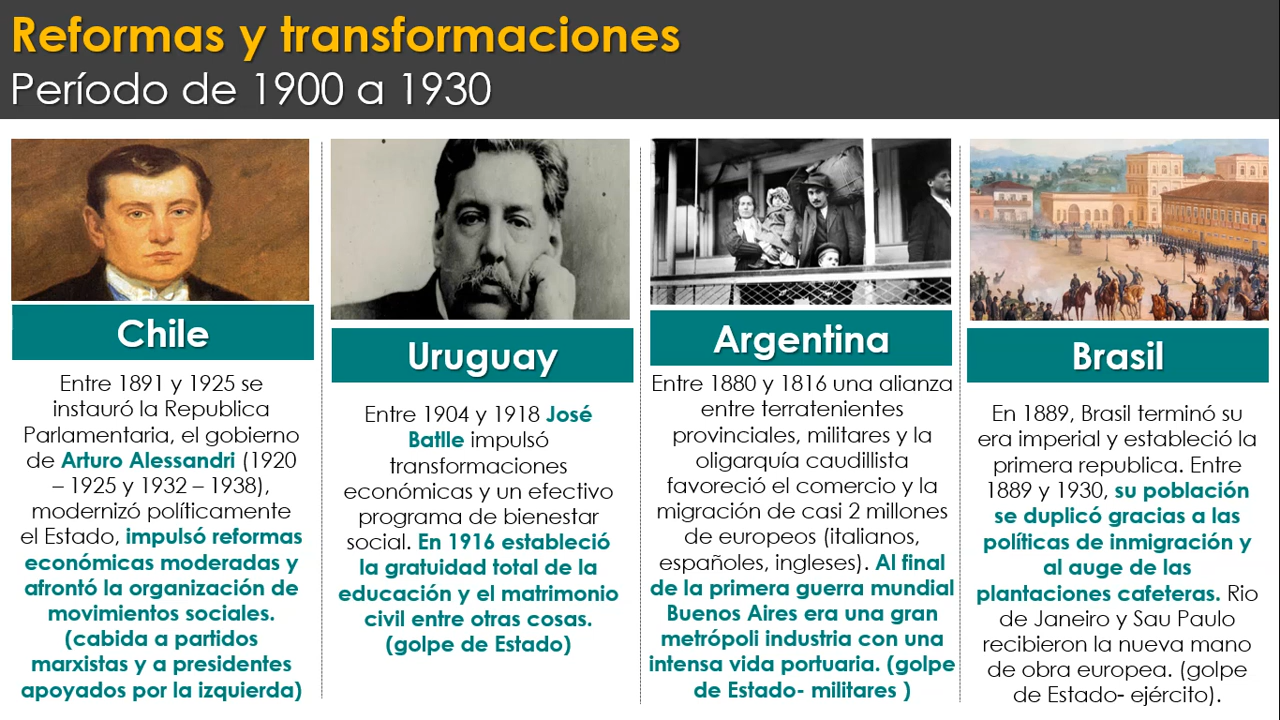 Reformas y transformaciones
Período de 1900 a 1930
Chile
Entre 1891 y 1925 se
instauró la Republica
Parlamentaria, el gobierno
de Arturo Alessandri (1920
– 1925 y 1932 – 1938),
modernizó políticamente
el Estado, impulsó reformas
económicas moderadas y
afrontó la organización de
movimientos sociales.
(cabida a partidos
marxistas y a presidentes
apoyados por la izquierda)
Uruguay
Entre 1904 y 1918 José
Batlle impulsó
transformaciones
económicas y un efectivo
programa de bienestar
social. En 1916 estableció
la gratuidad total de la
educación y el matrimonio
civil entre otras cosas.
(golpe de Estado)
Argentina
Entre 1880 y 1816 una alianza
entre terratenientes
provinciales, militares y la
oligarquía caudillista
favoreció el comercio y la
migración de casi 2 millones
de europeos (italianos,
españoles, ingleses). Al final
de la primera guerra mundial
Buenos Aires era una gran
metrópoli industria con una
intensa vida portuaria. (golpe
de Estado- militares )
Brasil
En 1889, Brasil terminó su
era imperial y estableció la
primera republica. Entre
1889 y 1930, su población
se duplicó gracias a las
políticas de inmigración y
al auge de las
plantaciones cafeteras. Rio
de Janeiro y Sau Paulo
recibieron la nueva mano
de obra europea. (golpe
de Estado- ejército).